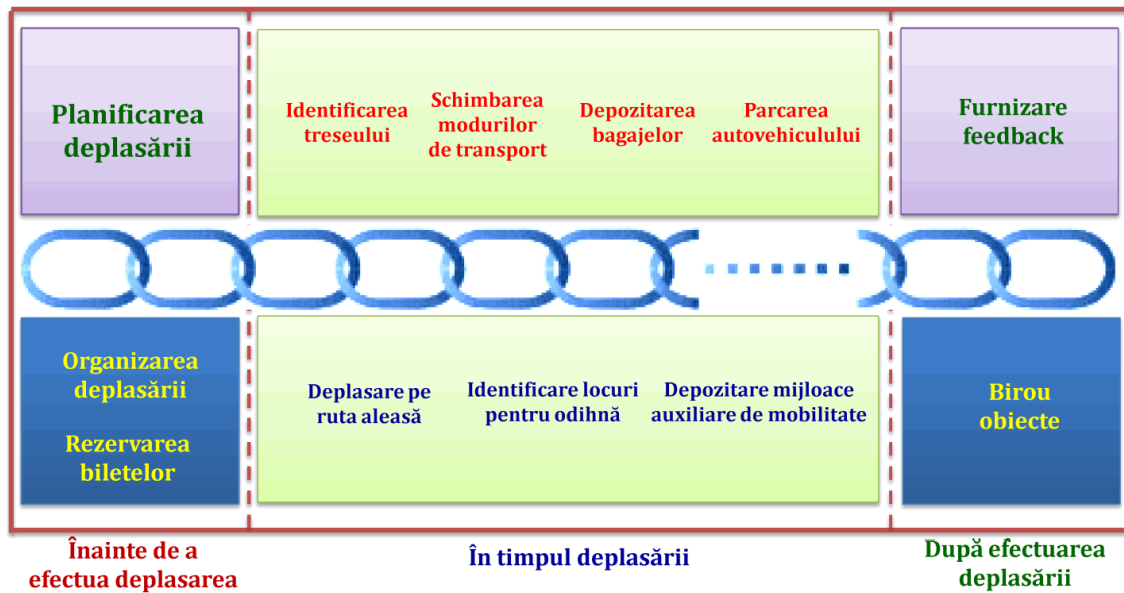 Planificarea
deplasării
Identificarea
treseului
Schimbarea
modurilor
de transport
Depozitarea
bagajelor
Parcarea
autovehiculului
Furnizare
feedback
Organizarea
deplasării
Rezervarea
biletelor
Deplasare pe
ruta aleasă
Identificare locuri
pentru odihnă
Depozitare mijloace
auxiliare de mobilitate
Birou
obiecte
Înainte de a
efectua deplasarea
În timpul deplasării
După efectuarea
deplasării